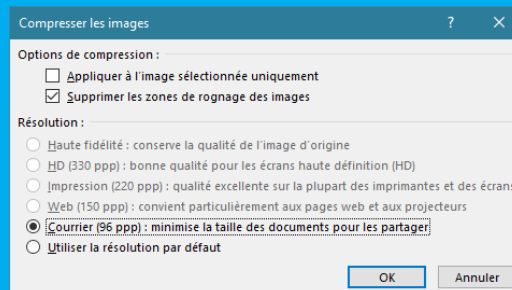 Compresser les images ?
Options de compression :
Appliquer à l'image sélectionnée uniquement
Supprimer les zones de rognage des images
Résolution :
Haute fidélité : conserve la qualité de l'image d'origine
HD (330 ppp) : bonne qualité pour les écrans haute définition (HD)
Impression (220 ppp) : qualité excellente sur la plupart des imprimantes et des écrans
Web (150 ppp) : convient particulièrement aux pages web et aux projecteurs
Courrier (96 ppp) : minimise la taille des documents pour les partager
Utiliser la résolution par défaut
OK Annuler